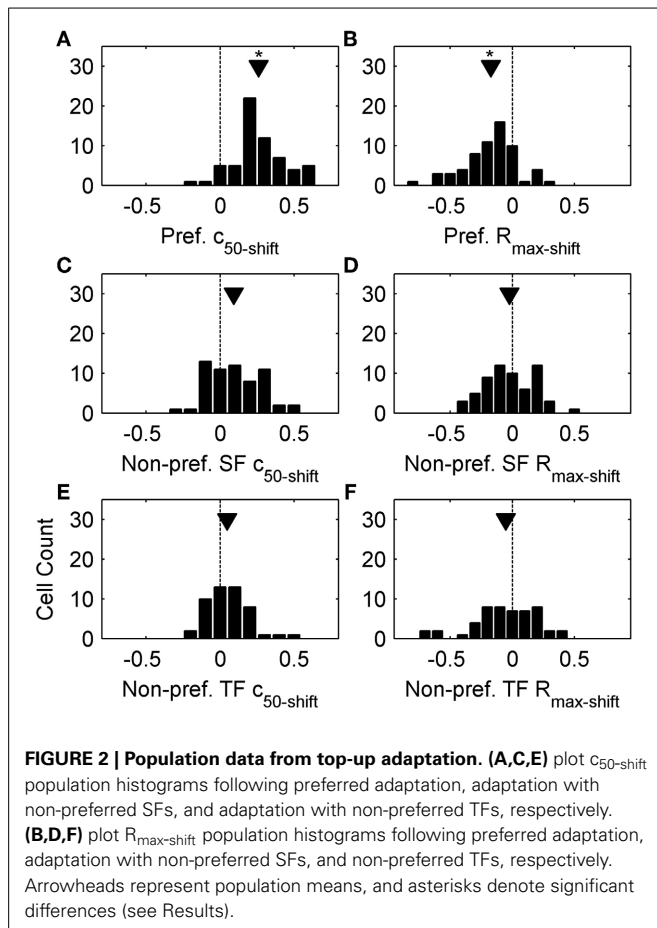 A
B
*
*
30
20
10
0
30
20
10
0
-0.5 0 0.5
-0.5 0 0.5
Pref. c50-shift
Pref. Rmax-shift
C
D
30
20
10
0
30
20
10
0
-0.5 0 0.5
-0.5 0 0.5
Non-pref. SF c50-shift
Non-pref. SF Rmax-shift
E
F
Cell Count
30
20
10
0
30
20
10
0
-0.5 0 0.5
-0.5 0 0.5
Non-pref. TF c50-shift
Non-pref. TF Rmax-shift
FIGURE 2 | Population data from top-up adaptation. (A,C,E) plot c50-shift
population histograms following preferred adaptation, adaptation with
non-preferred SFs, and adaptation with non-preferred TFs, respectively.
(B,D,F) plot Rmax-shift population histograms following preferred adaptation,
adaptation with non-preferred SFs, and non-preferred TFs, respectively.
Arrowheads represent population means, and asterisks denote significant
differences (see Results).